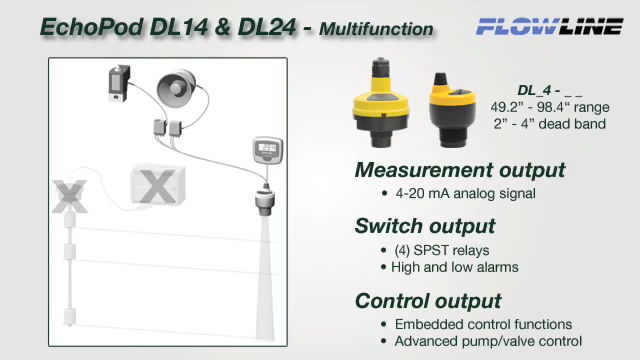 EchoPod DL14 & DL24 - Multifunction
FLOWLINE
DL_4 - _ _
49.2” - 98.4“ range
2” - 4” dead band
Measurement output
• 4-20 mA analog signal
Switch output
• (4) SPST relays
• High and low alarms
Control output
• Embedded control functions
• Advanced pump/valve control
X
X